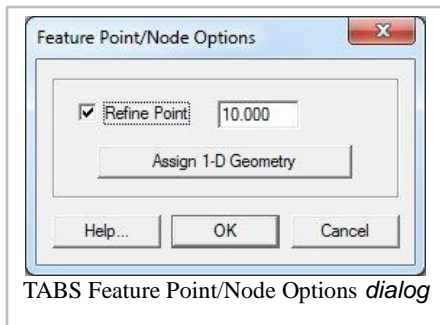 Feature Point/Node Options
Refine Point 10.000
Assign 1-D Geometry
Help... OK Cancel
TABS Feature Point/Node Options dialog